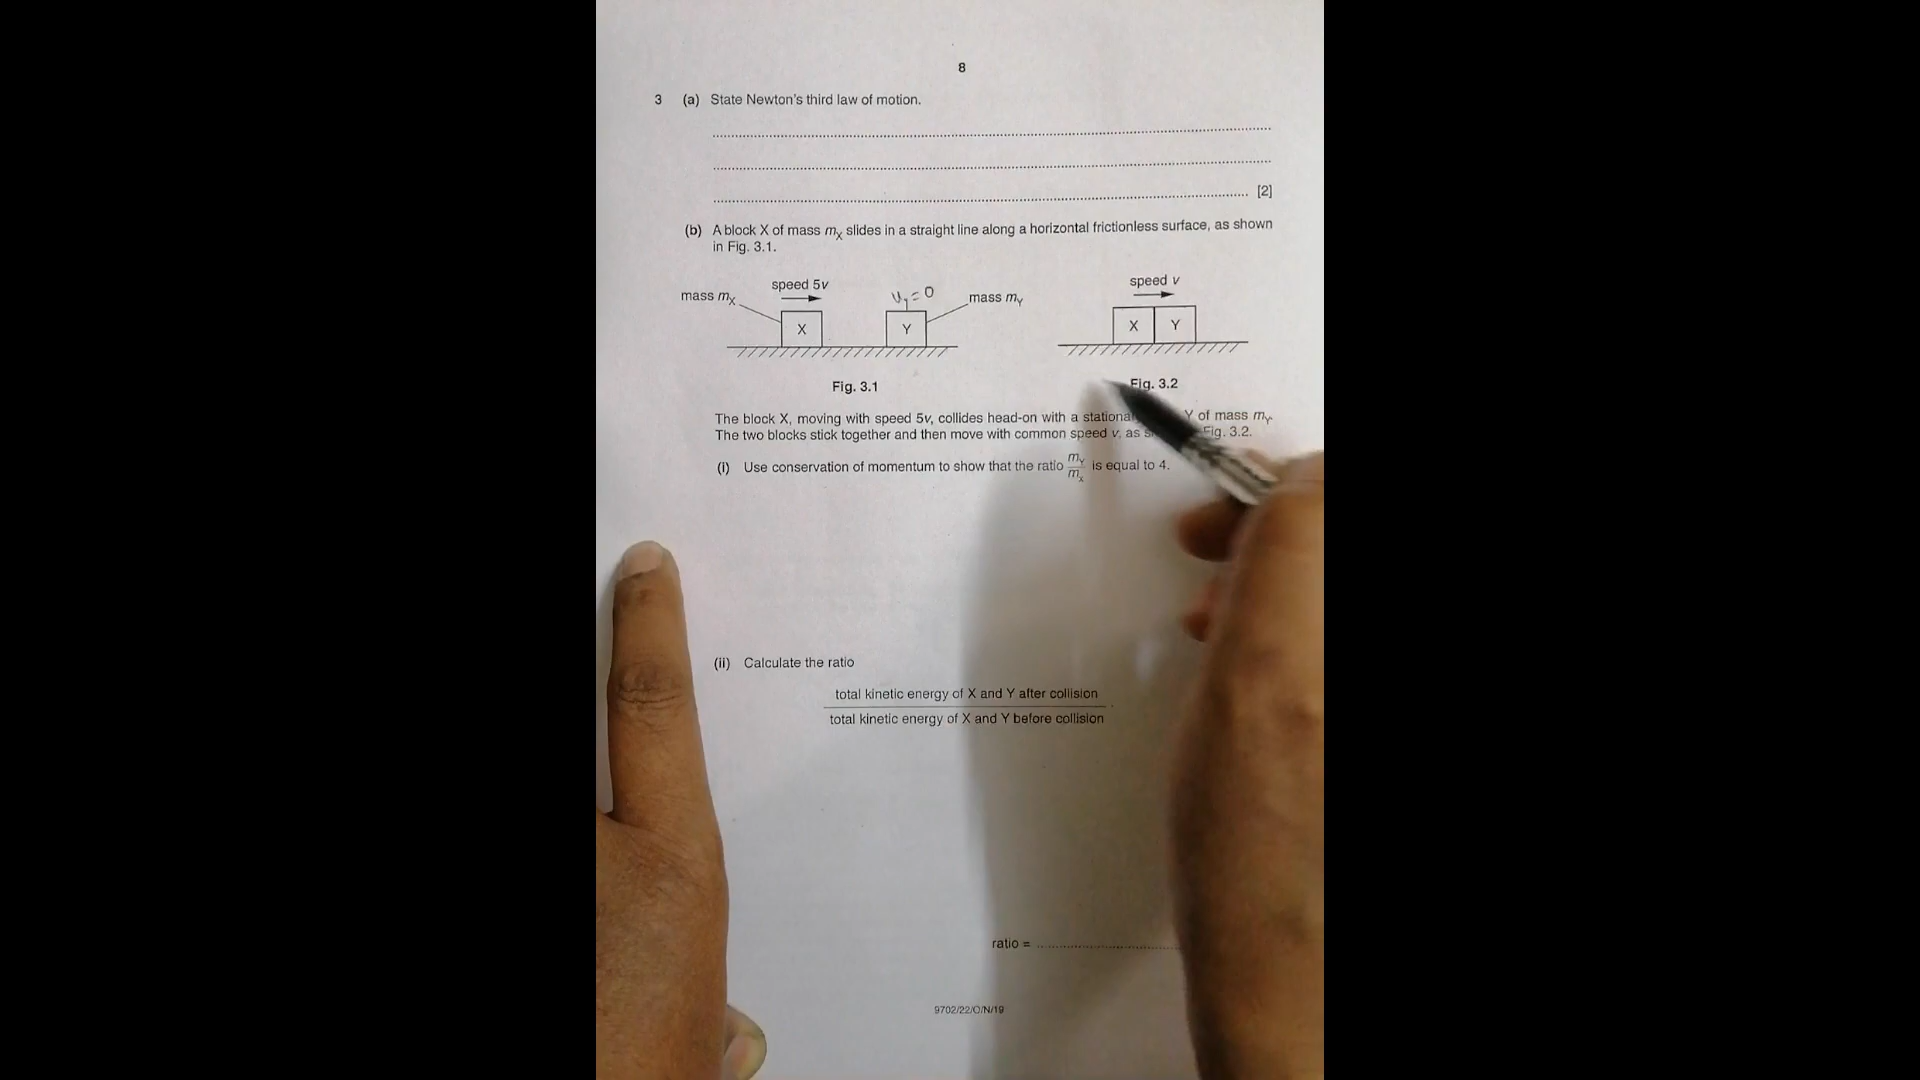 8
3 (a) State Newton's third law of motion.
[2]
(b) A block X of mass mX slides in a straight line along a horizontal frictionless surface, as shown
in Fig. 3.1.
speed 5v
mass mX
vy = 0
mass mY
X
Y
speed v
X
Y
Fig. 3.1
Fig. 3.2
The block X, moving with speed 5v, collides head-on with a Y of mass mY.
The two blocks stick together and then move with common speed v, as Fig. 3.2.
(i) Use conservation of momentum to show that the ratio mY/mX is equal to 4.
(ii) Calculate the ratio
total kinetic energy of X and Y after collision
total kinetic energy of X and Y before collision
ratio =
9702/22/O/N/19